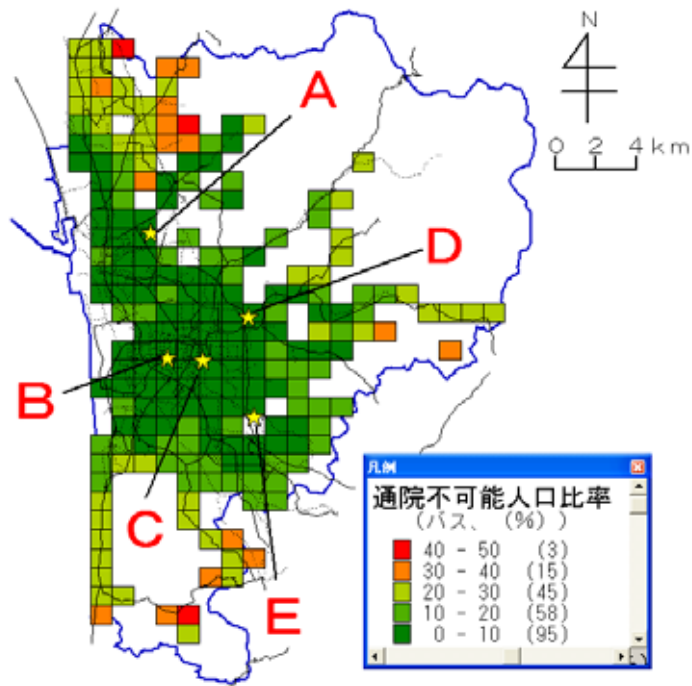 N
0 2 4 km
A
D
B
C
E
凡例
通院不可能人口比率
(バス、 (%))
40 - 50 (3)
30 - 40 (15)
20 - 30 (45)
10 - 20 (58)
0 - 10 (95)